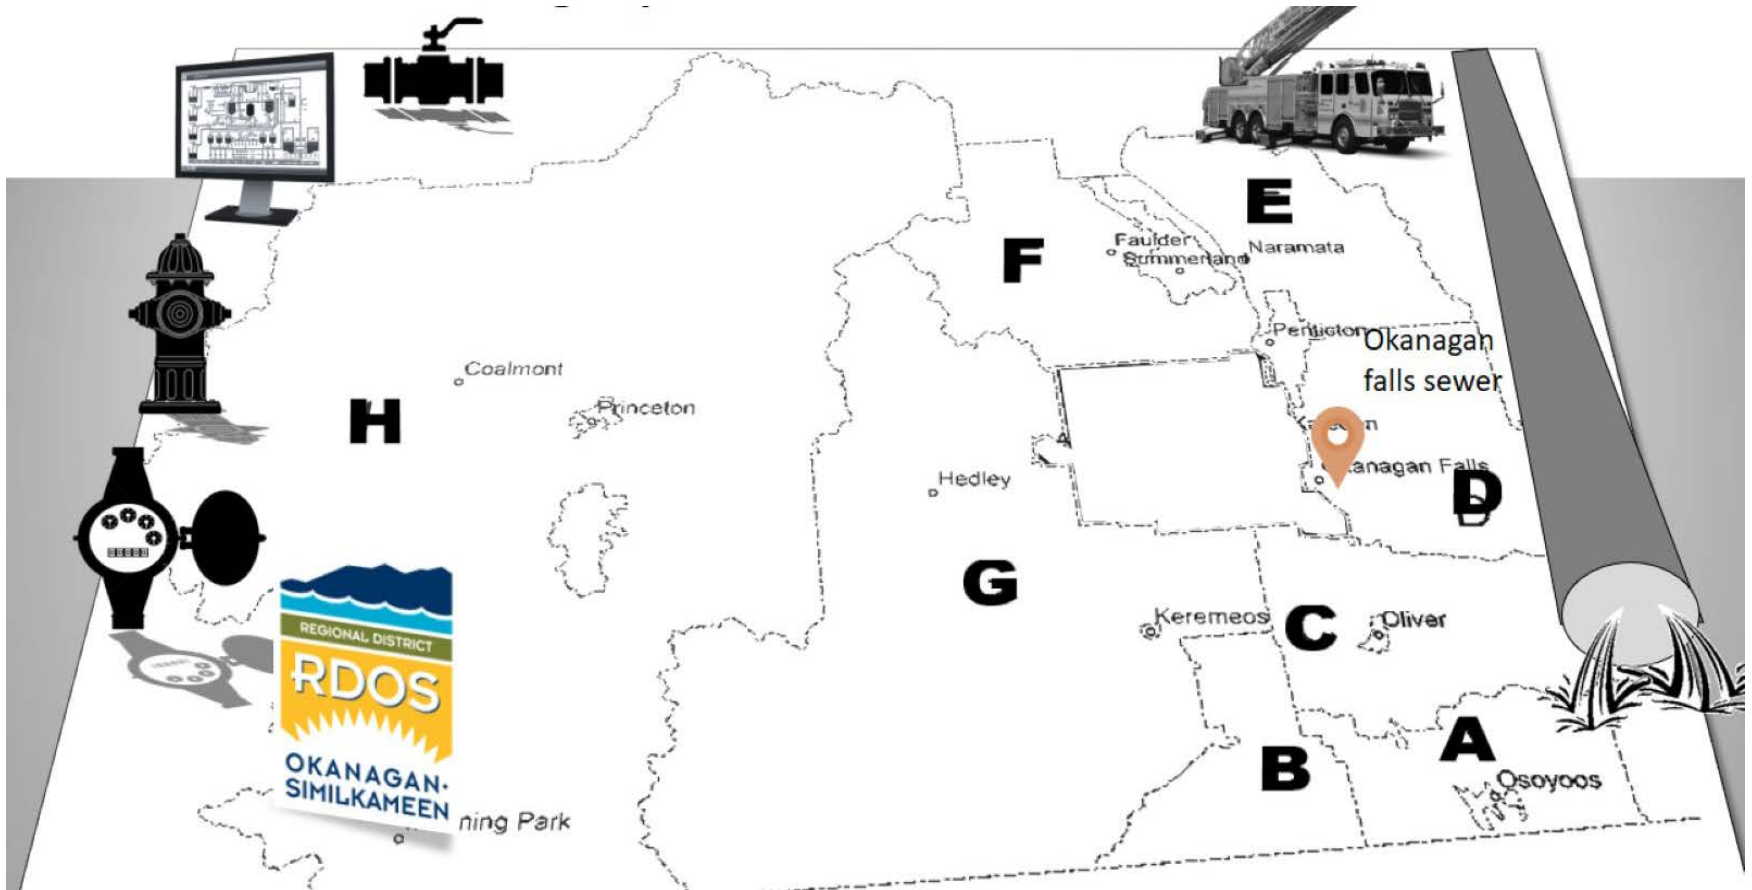 E
F
Faulder
Summerland
Naramata
Penticton
Okanagan
falls sewer
Coalmont
H
Princeton
Hedley
Okanagan Falls
D
G
Keremeos
C
Oliver
REGIONAL DISTRICT
RDOS
OKANAGAN-
SIMILKAMEEN
A
B
Osoyoos
ning Park